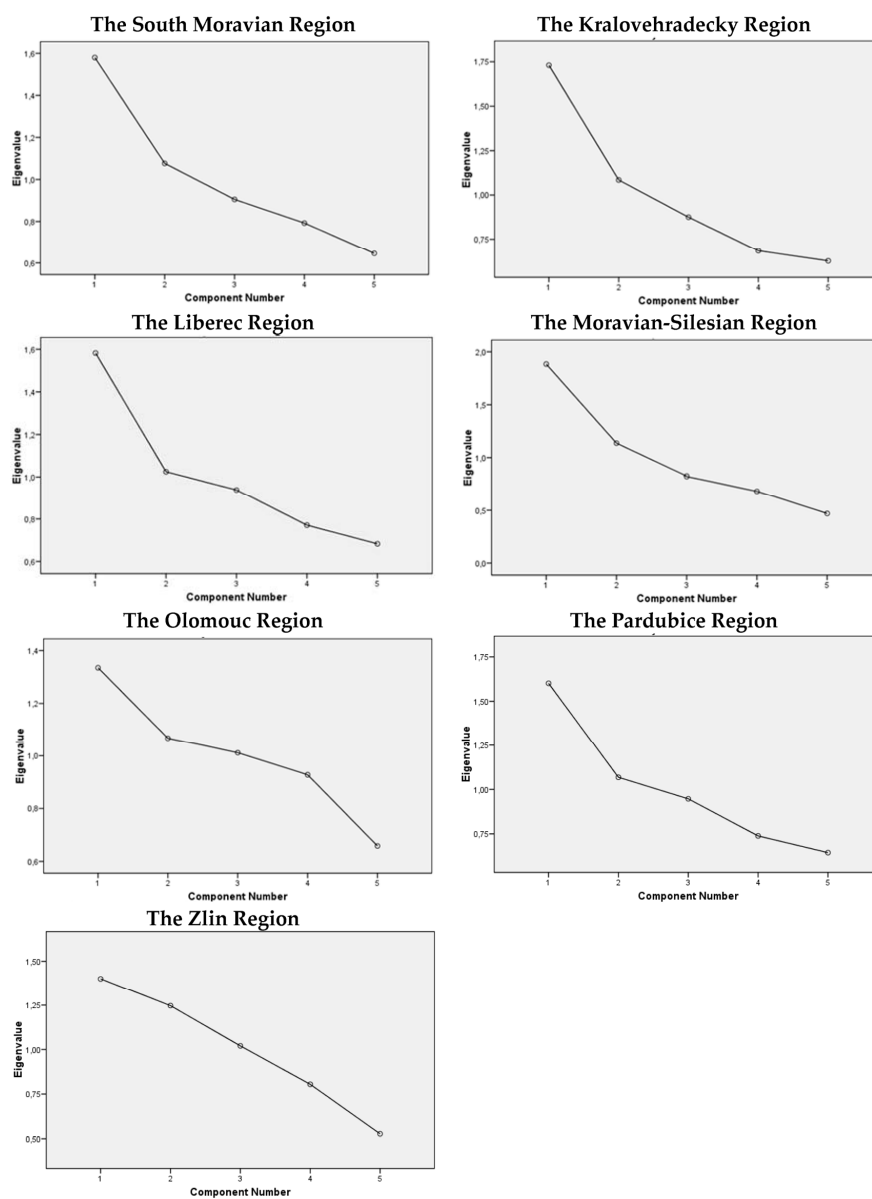 The South Moravian Region
1,6
1,4
1,2
1,0
0,8
0,6
Eigenvalue
1 2 3 4 5
Component Number
The Kralovehradecky Region
1,75
1,50
1,25
1,00
0,75
Eigenvalue
1 2 3 4 5
Component Number
The Liberec Region
1,6
1,4
1,2
1,0
0,8
0,6
Eigenvalue
1 2 3 4 5
Component Number
The Moravian-Silesian Region
2,0
1,5
1,0
0,5
0,0
Eigenvalue
1 2 3 4 5
Component Number
The Olomouc Region
1,4
1,2
1,0
0,8
0,6
Eigenvalue
1 2 3 4 5
Component Number
The Pardubice Region
1,75
1,50
1,25
1,00
0,75
Eigenvalue
1 2 3 4 5
Component Number
The Zlin Region
1,50
1,25
1,00
0,75
0,50
Eigenvalue
1 2 3 4 5
Component Number